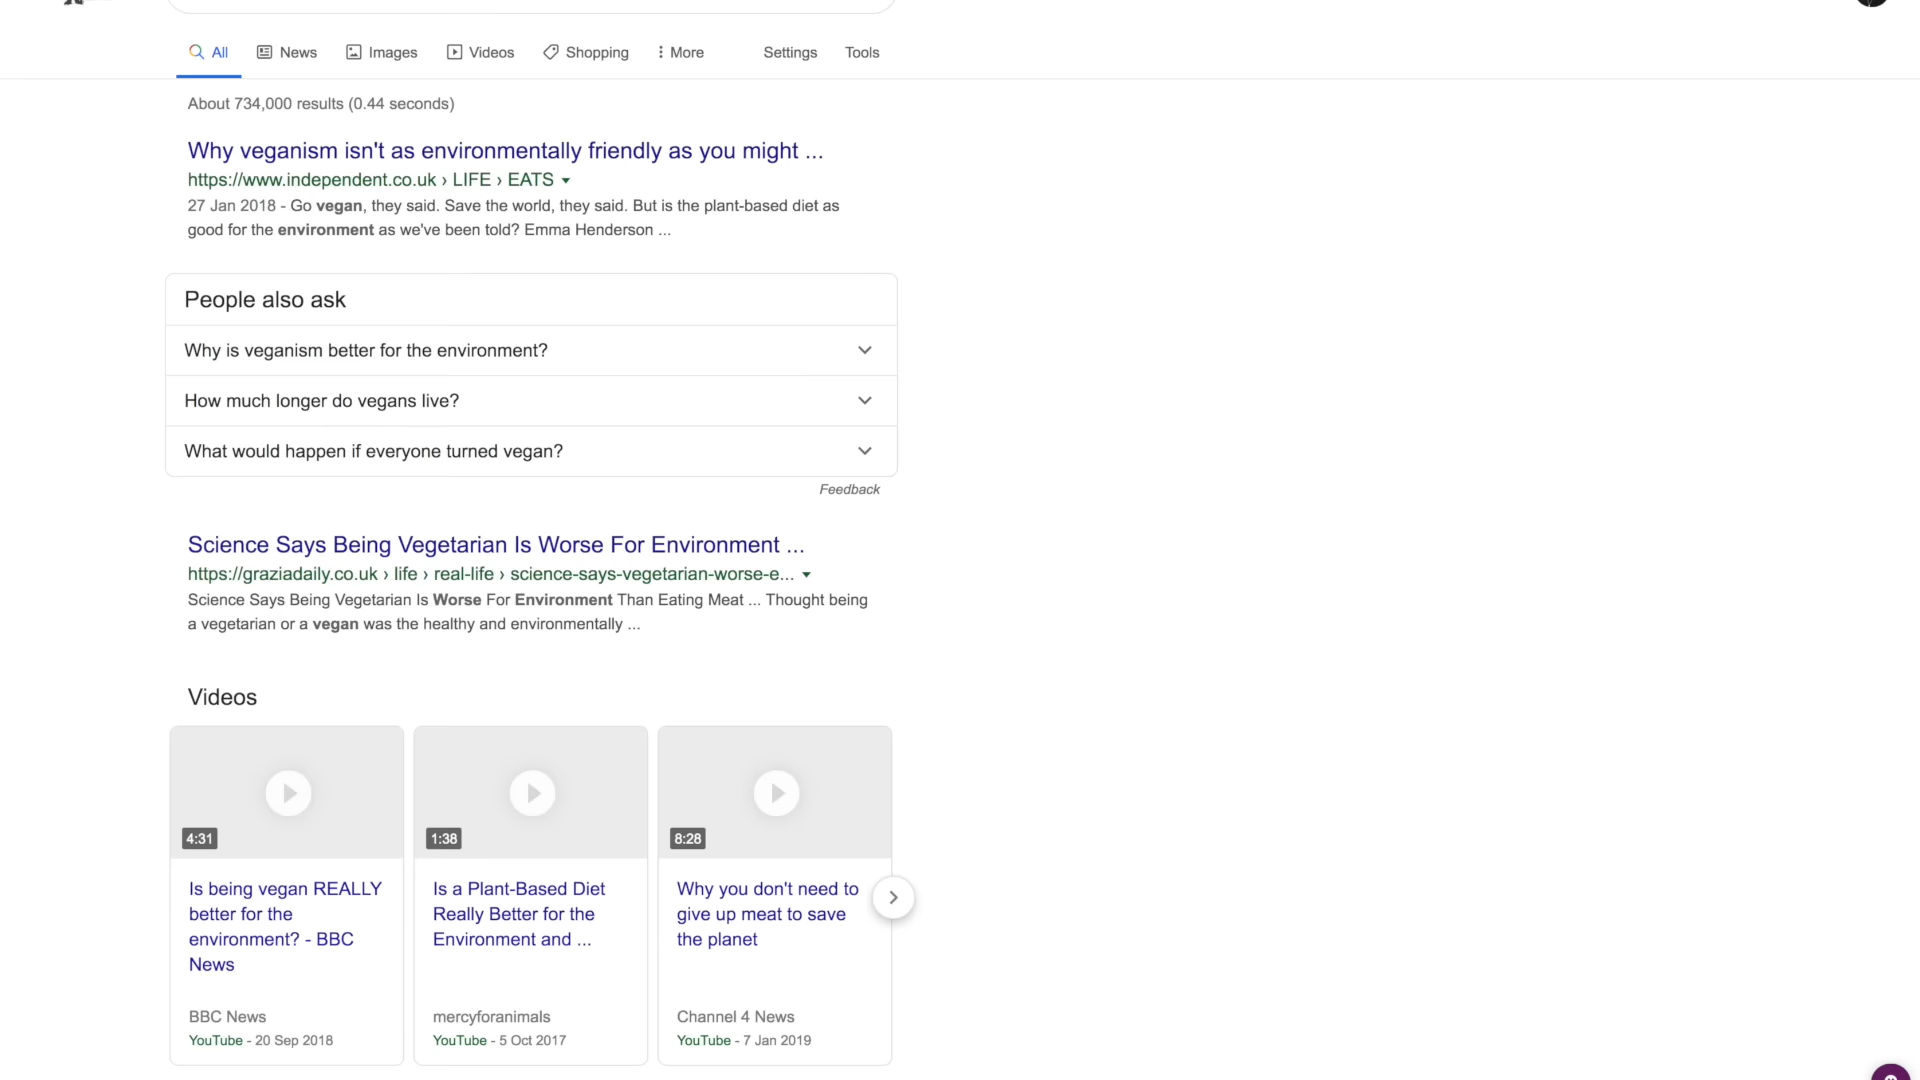 All News Images Videos Shopping More Settings Tools
About 734,000 results (0.44 seconds)
Why veganism isn't as environmentally friendly as you might ...
https://www.independent.co.uk › LIFE › EATS
27 Jan 2018 - Go vegan, they said. Save the world, they said. But is the plant-based diet as
good for the environment as we've been told? Emma Henderson ...
People also ask
Why is veganism better for the environment?
How much longer do vegans live?
What would happen if everyone turned vegan?
Feedback
Science Says Being Vegetarian Is Worse For Environment ...
https://graziadaily.co.uk › life › real-life › science-says-vegetarian-worse-e...
Science Says Being Vegetarian Is Worse For Environment Than Eating Meat ... Thought being
a vegetarian or a vegan was the healthy and environmentally ...
Videos
4:31
Is being vegan REALLY
better for the
environment? - BBC
News
BBC News
YouTube - 20 Sep 2018
1:38
Is a Plant-Based Diet
Really Better for the
Environment and ...
mercyforanimals
YouTube - 5 Oct 2017
8:28
Why you don't need to
give up meat to save
the planet
Channel 4 News
YouTube - 7 Jan 2019